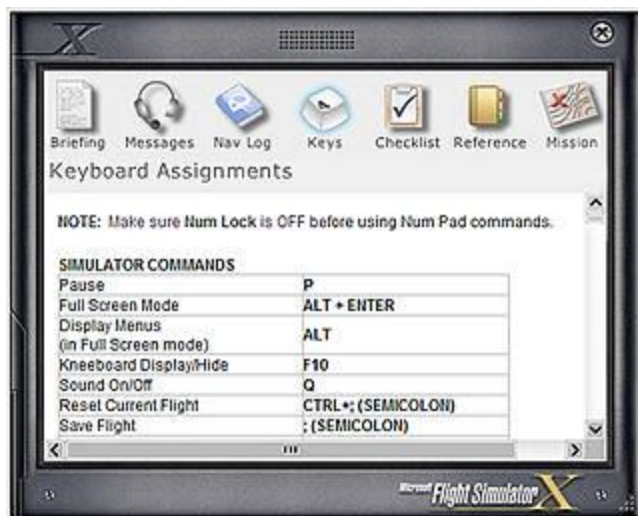 X
Briefing Messages Nav Log Keys Checklist Reference Mission
Keyboard Assignments
NOTE: Make sure Num Lock is OFF before using Num Pad commands.
SIMULATOR COMMANDS
Pause P
Full Screen Mode ALT + ENTER
Display Menus
(in Full Screen mode) ALT
Kneeboard Display/Hide F10
Sound On/Off Q
Reset Current Flight CTRL+; (SEMICOLON)
Save Flight ; (SEMICOLON)
Microsoft Flight Simulator X